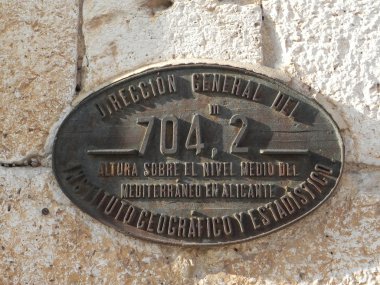 DIRECCIÓN GENERAL DEL
m
704,2
ALTURA SOBRE EL NIVEL MEDIO DEL
MEDITERRÁNEO EN ALICANTE
INSTITUTO GEOGRÁFICO Y ESTADÍSTICO